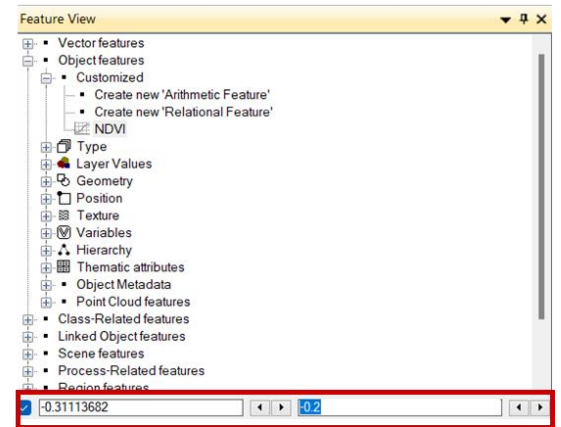 Feature View
Vector features
Object features
Customized
Create new 'Arithmetic Feature'
Create new 'Relational Feature'
NDVI
Type
Layer Values
Geometry
Position
Texture
Variables
Hierarchy
Thematic attributes
Object Metadata
Point Cloud features
Class-Related features
Linked Object features
Scene features
Process-Related features
Region features
-0.31113682 -0.2